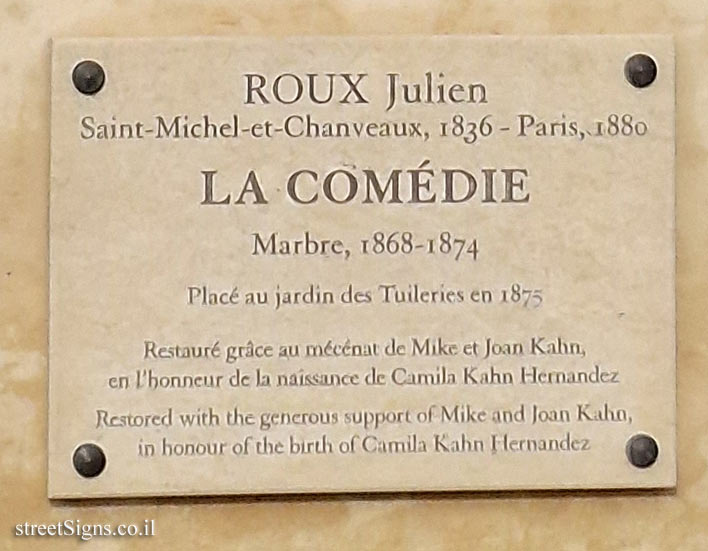 ROUX Julien
Saint-Michel-et-Chanveaux, 1836 - Paris, 1880
LA COMÉDIE
Marbre, 1868-1874
Placé au jardin des Tuileries en 1875
Restauré grâce au mécénat de Mike et Joan Kahn,
en l'honneur de la naissance de Camila Kahn Hernandez
Restored with the generous support of Mike and Joan Kahn,
in honour of the birth of Camila Kahn Hernandez
streetSigns.co.il